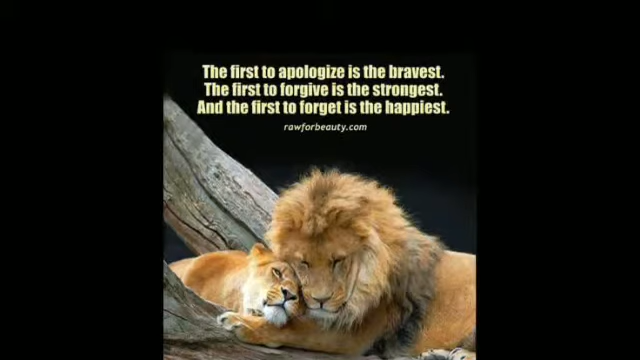 The first to apologize is the bravest.
The first to forgive is the strongest.
And the first to forget is the happiest.
rawforbeauty.com